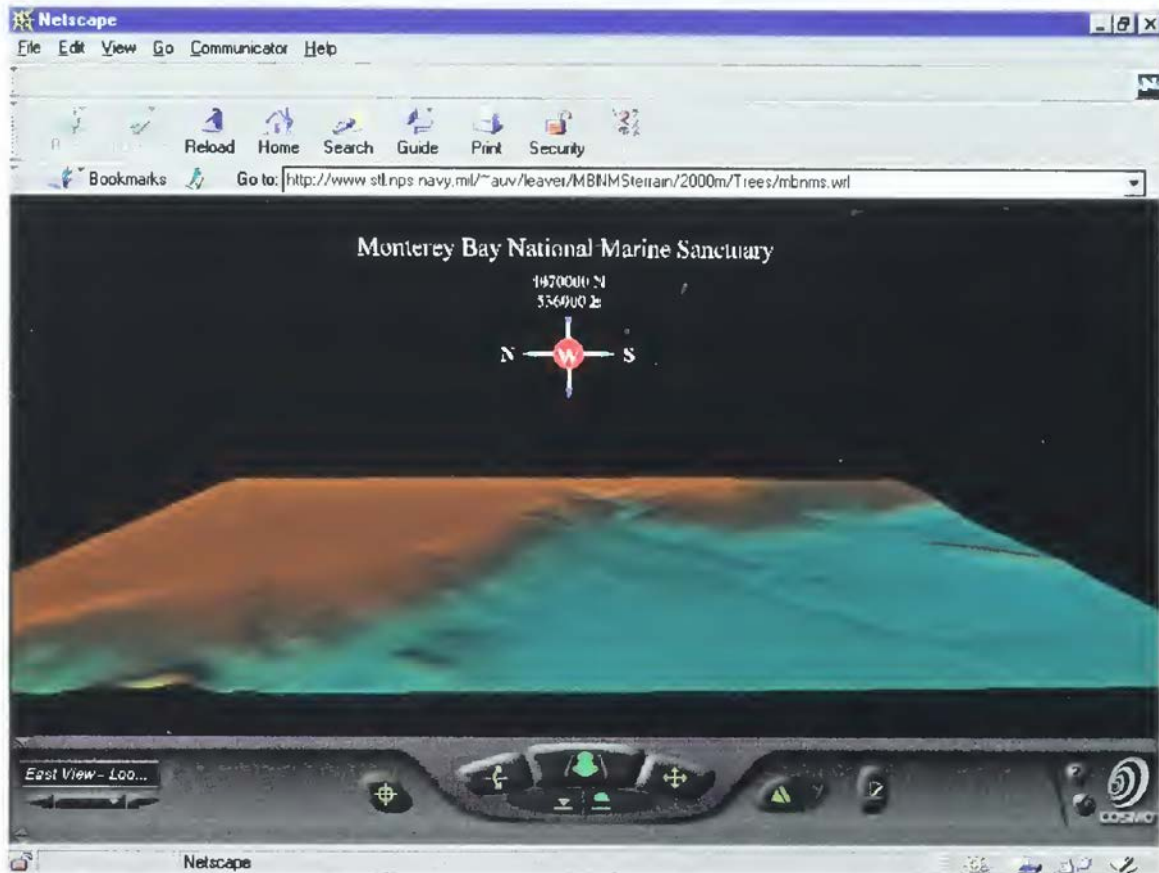 Netscape
File Edit View Go Communicator Help
Reload Home Search Guide Print Security
Bookmarks Go to: http://www.stl.nps.navy.mil/~auv/leaver/MBNMSterrain/2000m/Trees/mbnms.wrl
Monterey Bay National Marine Sanctuary
N W S
East View - Loo...
?
COSMO
Netscape